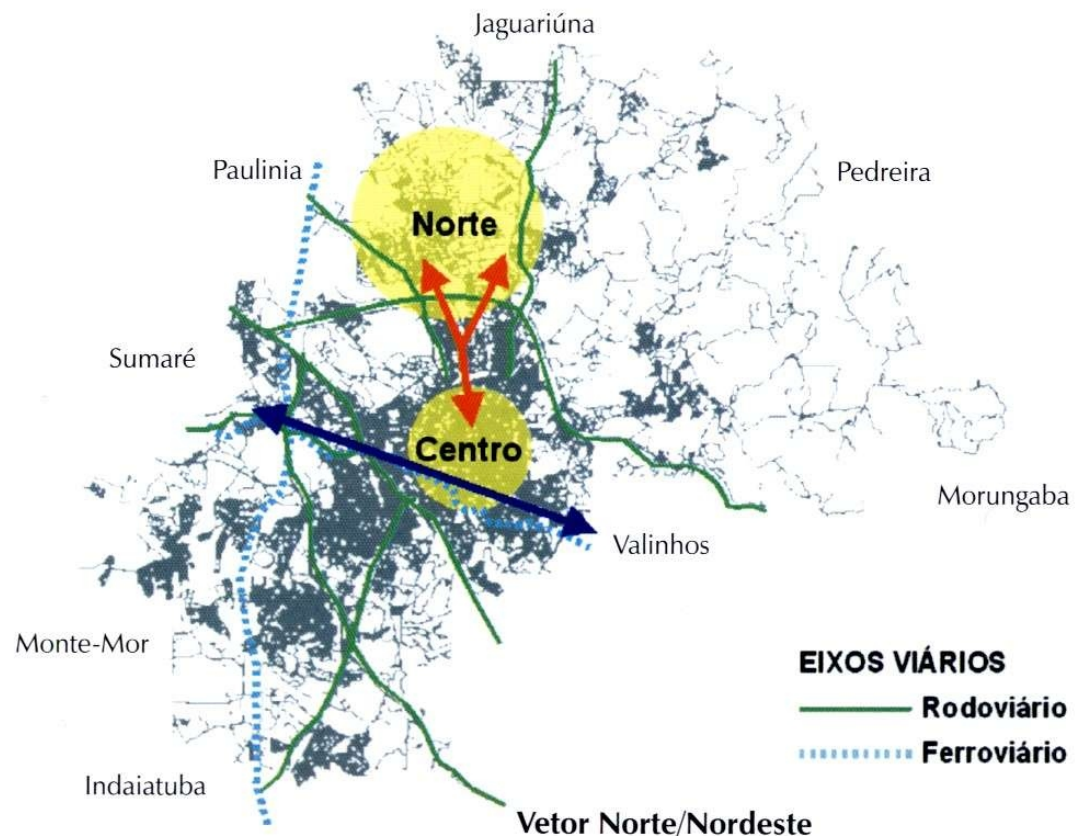 Jaguariúna
Paulinia
Pedreira
Norte
Sumaré
Centro
Morungaba
Valinhos
Monte-Mor
EIXOS VIÁRIOS
Rodoviário
Ferroviário
Indaiatuba
Vetor Norte/Nordeste